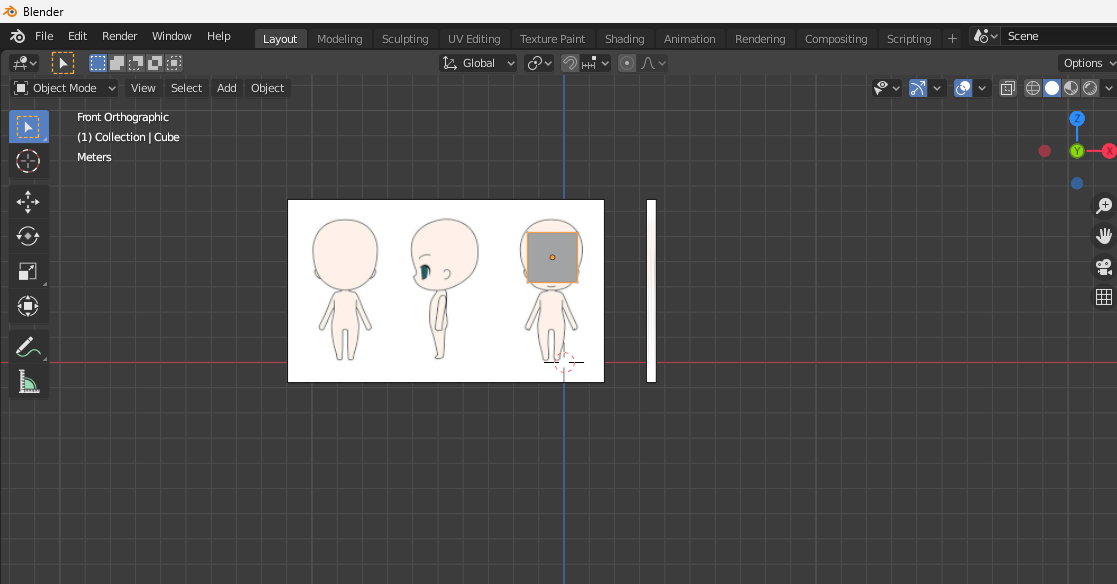 Blender
File Edit Render Window Help Layout Modeling Sculpting UV Editing Texture Paint Shading Animation Rendering Compositing Scripting + Scene
Global Options
Object Mode View Select Add Object
Front Orthographic
(1) Collection | Cube
Meters
Z
Y
X